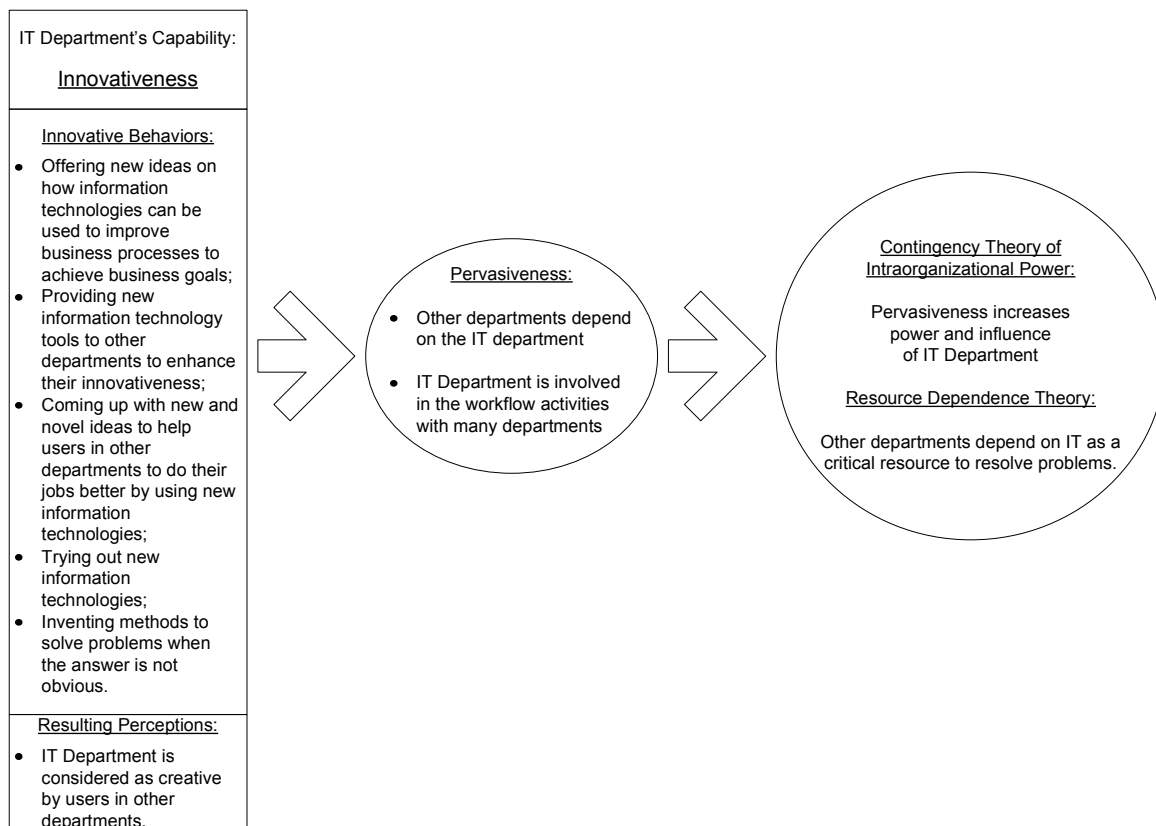 IT Department’s Capability:
Innovativeness
Innovative Behaviors:
• Offering new ideas on
how information
technologies can be
used to improve
business processes to
achieve business goals;
• Providing new
information technology
tools to other
departments to enhance
their innovativeness;
• Coming up with new and
novel ideas to help
users in other
departments to do their
jobs better by using new
information
technologies;
• Trying out new
information
technologies;
• Inventing methods to
solve problems when
the answer is not
obvious.
Resulting Perceptions:
• IT Department is
considered as creative
by users in other
departments.
Pervasiveness:
• Other departments depend
on the IT department
• IT Department is involved
in the workflow activities
with many departments
Contingency Theory of
Intraorganizational Power:
Pervasiveness increases
power and influence
of IT Department
Resource Dependence Theory:
Other departments depend on IT as a
critical resource to resolve problems.